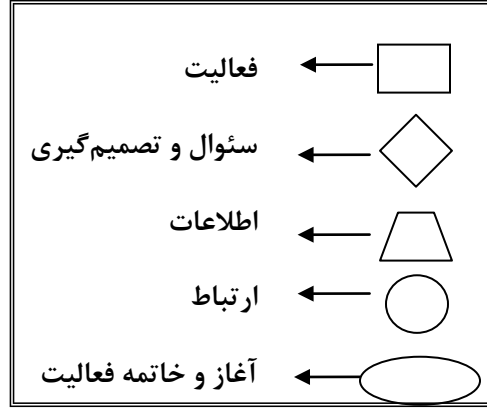 فعالیت
سئوال و تصمیم‌گیری
اطلاعات
ارتباط
آغاز و خاتمه فعالیت